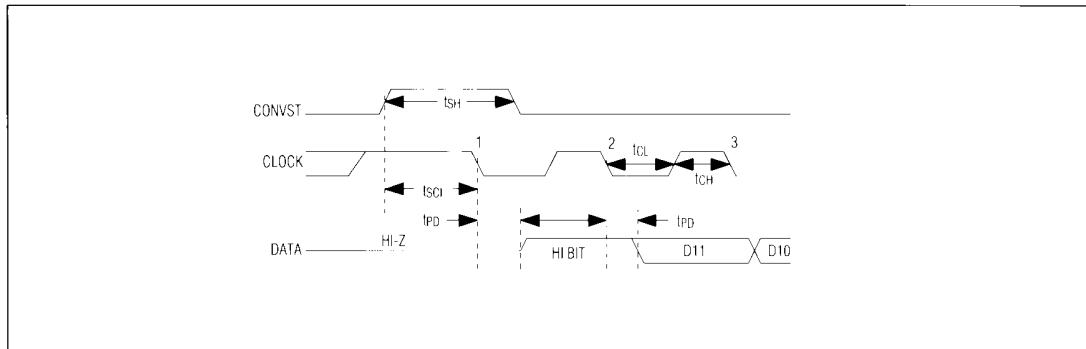 CONVST
tSH
CLOCK
1
2
tCL
3
tCH
tSCI
tPD
tPD
DATA
HI-Z
HI BIT
D11
D10